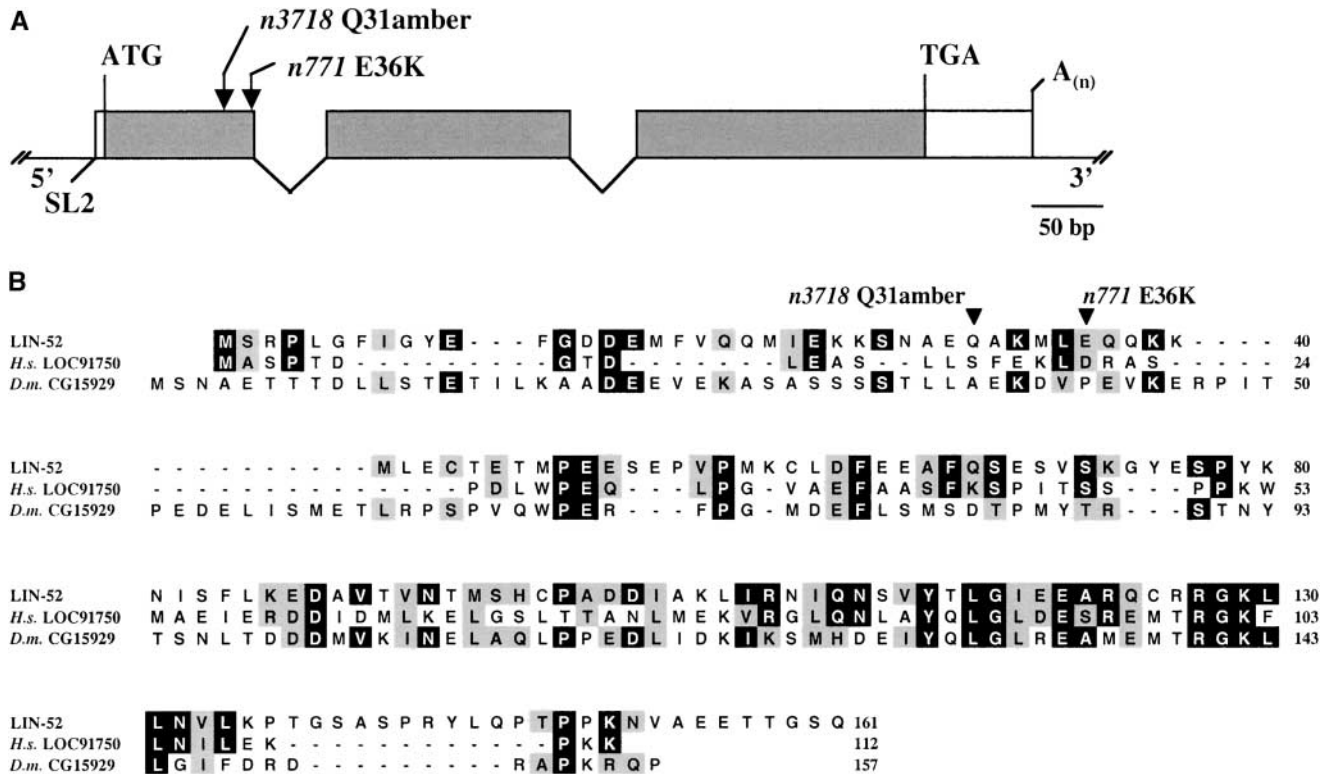 A
n3718 Q31amber
ATG
n771 E36K
TGA
A(n)
5’
SL2
3’
50 bp
B
n3718 Q31amber
n771 E36K
LIN-52 M S R P L G F I G Y E - - - F G D D E M F V Q Q M I E K K S N A E Q A K M L E Q Q K K - - - - 40
H.s. LOC91750 M A S P T D - - - - - - - - - G T D - - - - - - - L E A S - - L L S F E K L D R A S - - - - - 24
D.m. CG15929 M S N A E T T T D L L S T E T I L K A A D E E V E K A S A S S S S T L L A E K D V P E V K E R P I T 50
LIN-52 - - - - - - - - - - M L E C T E T M P E E S E P V P M K C L D F E E A F Q S E S V S K G Y E S P Y K 80
H.s. LOC91750 - - - - - - - - - - - - - - P D L W P E Q - - - L P G - V A E F A A S F K S P I T S S - - - P P K W 53
D.m. CG15929 P E D E L I S M E T L R P S P V Q W P E R - - - F P G - M D E F L S M S D T P M Y T R - - - S T N Y 93
LIN-52 N I S F L K E D A V T V N T M S H C P A D D I A K L I R N I Q N S V Y T L G I E E A R Q C R R G K L 130
H.s. LOC91750 M A E I E R D D I D M L K E L G S L T T A N L M E K V R G L Q N L A Y Q L G L D E S R E M T R G K F 103
D.m. CG15929 T S N L T D D D M V K I N E L A Q L P P E D L I D K I K S M H D E I Y Q L G L R E A M E M T R G K L 143
LIN-52 L N V L K P T G S A S P R Y L Q P T P P K N V A E E T T G S Q 161
H.s. LOC91750 L N I L E K - - - - - - - - - - - - P K K 112
D.m. CG15929 L G I F D R D - - - - - - - - - R A P K R Q P 157